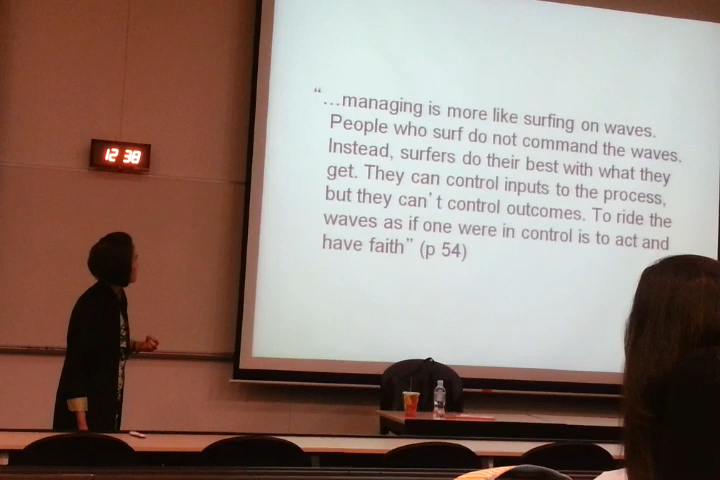 12 38
“…managing is more like surfing on waves.
People who surf do not command the waves.
Instead, surfers do their best with what they
get. They can control inputs to the process,
but they can’t control outcomes. To ride the
waves as if one were in control is to act and
have faith” (p 54)